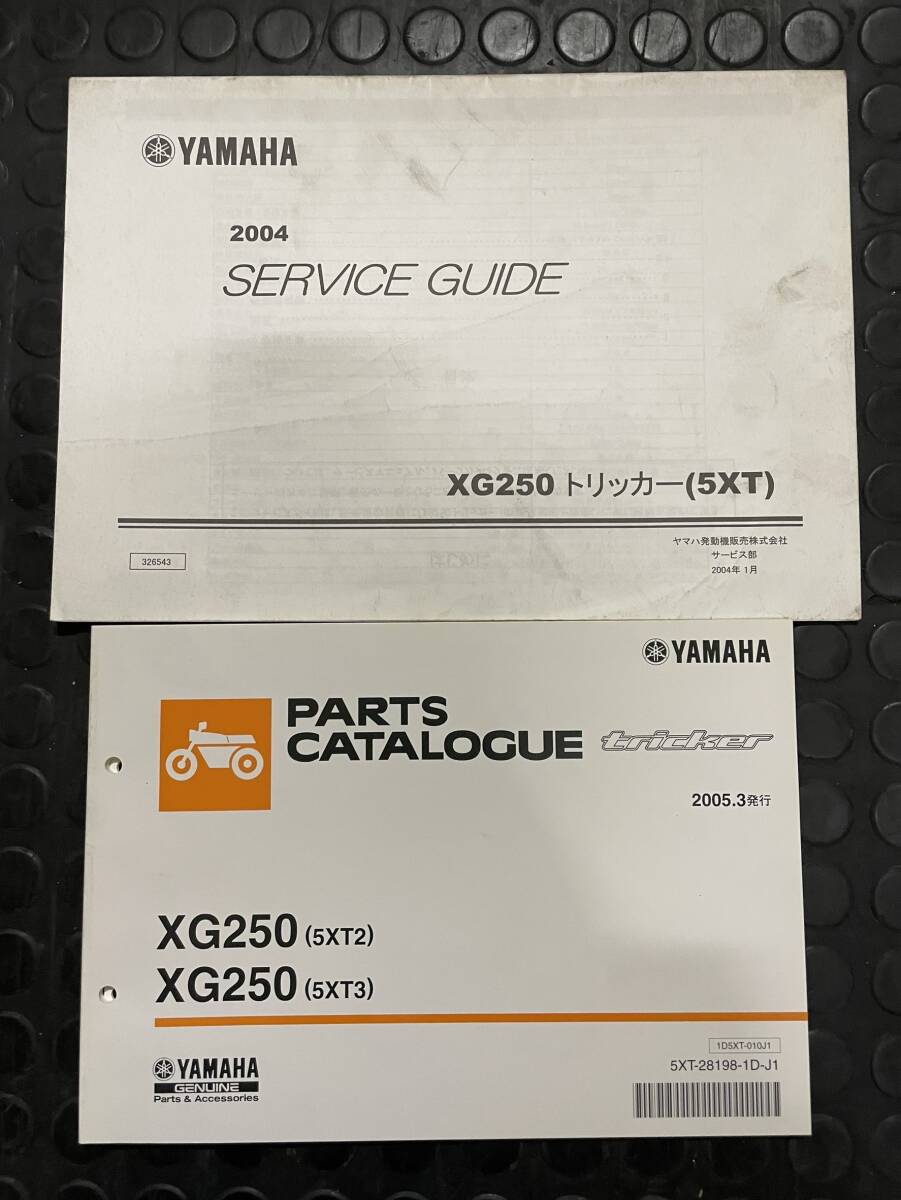 YAMAHA
2004
SERVICE GUIDE
XG250 トリッカー(5XT)
ヤマハ発動機販売株式会社
サービス部
2004年 1月
326543
YAMAHA
PARTS
CATALOGUE tricker
2005.3発行
XG250 (5XT2)
XG250 (5XT3)
1D5XT-010J1
5XT-28198-1D-J1
YAMAHA
GENUINE
Parts & Accessories